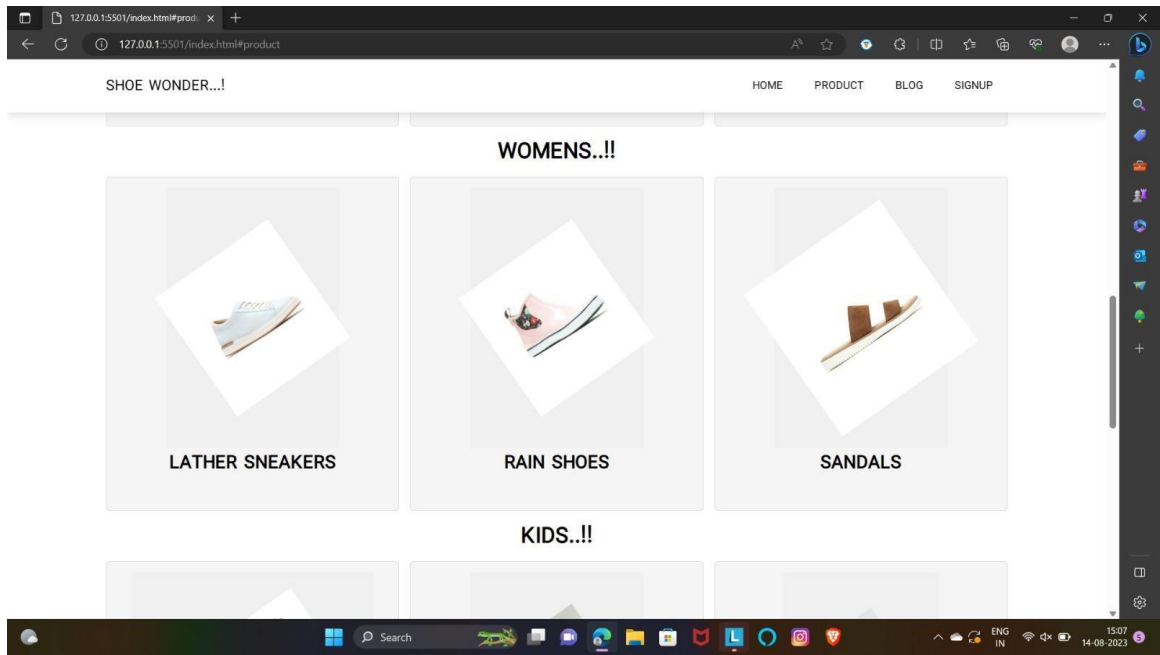 127.0.0.1:5501/index.html#produ
127.0.0.1:5501/index.html#product
SHOE WONDER...!
HOME PRODUCT BLOG SIGNUP
WOMENS..!!
LATHER SNEAKERS RAIN SHOES SANDALS
KIDS..!!
Search
ENG 15:07
IN 14-08-2023